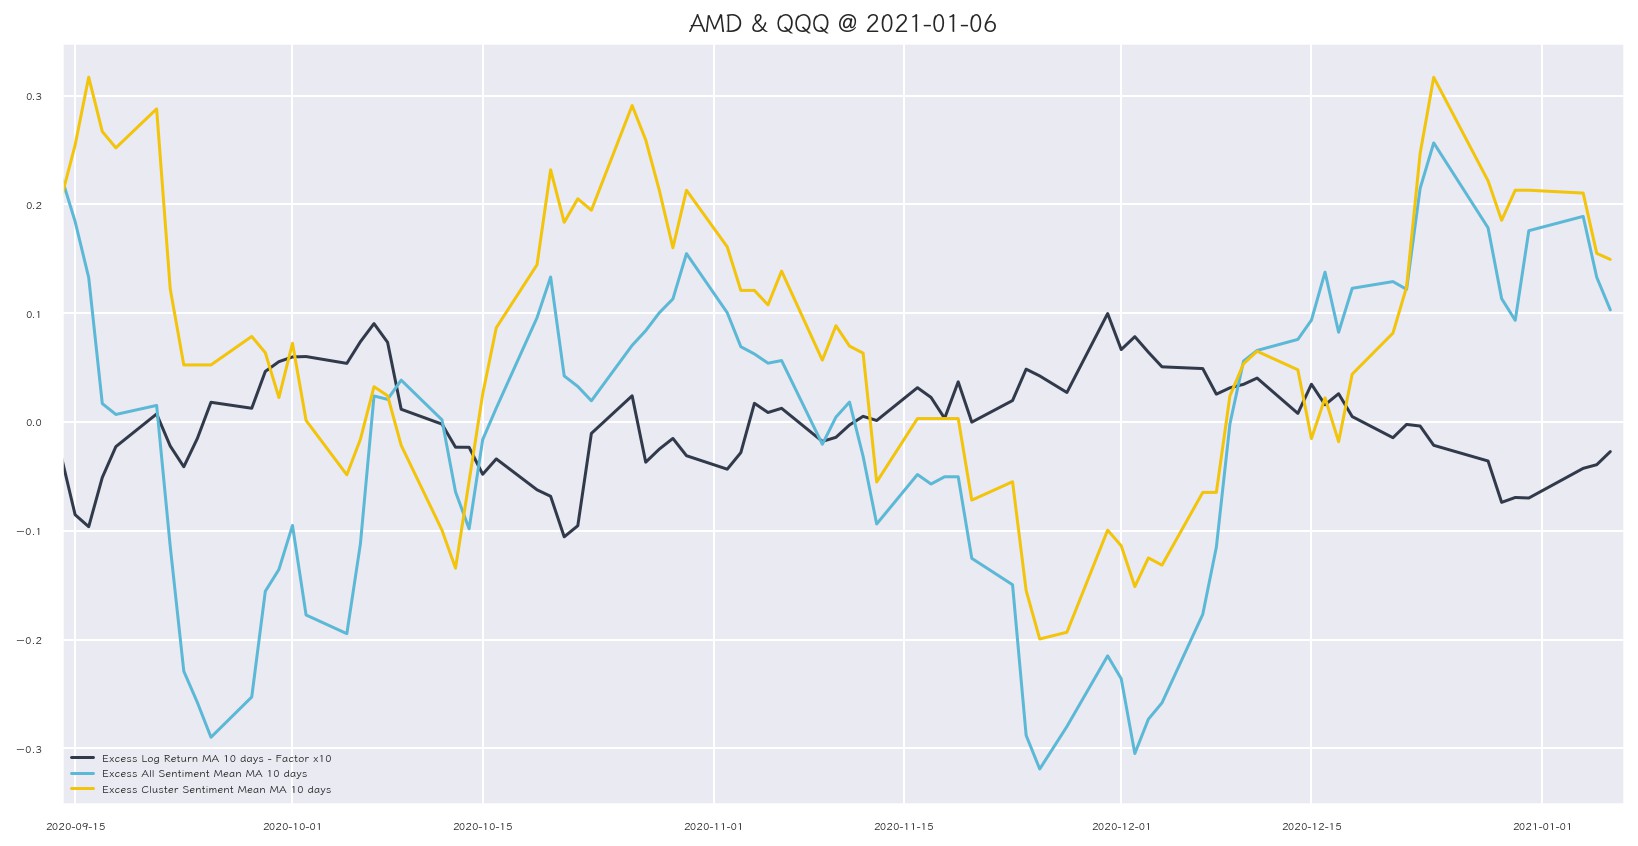 AMD & QQQ @ 2021-01-06
0.3
0.2
0.1
0.0
−0.1
−0.2
−0.3
Excess Log Return MA 10 days - Factor x10
Excess All Sentiment Mean MA 10 days
Excess Cluster Sentiment Mean MA 10 days
2020-09-15 2020-10-01 2020-10-15 2020-11-01 2020-11-15 2020-12-01 2020-12-15 2021-01-01